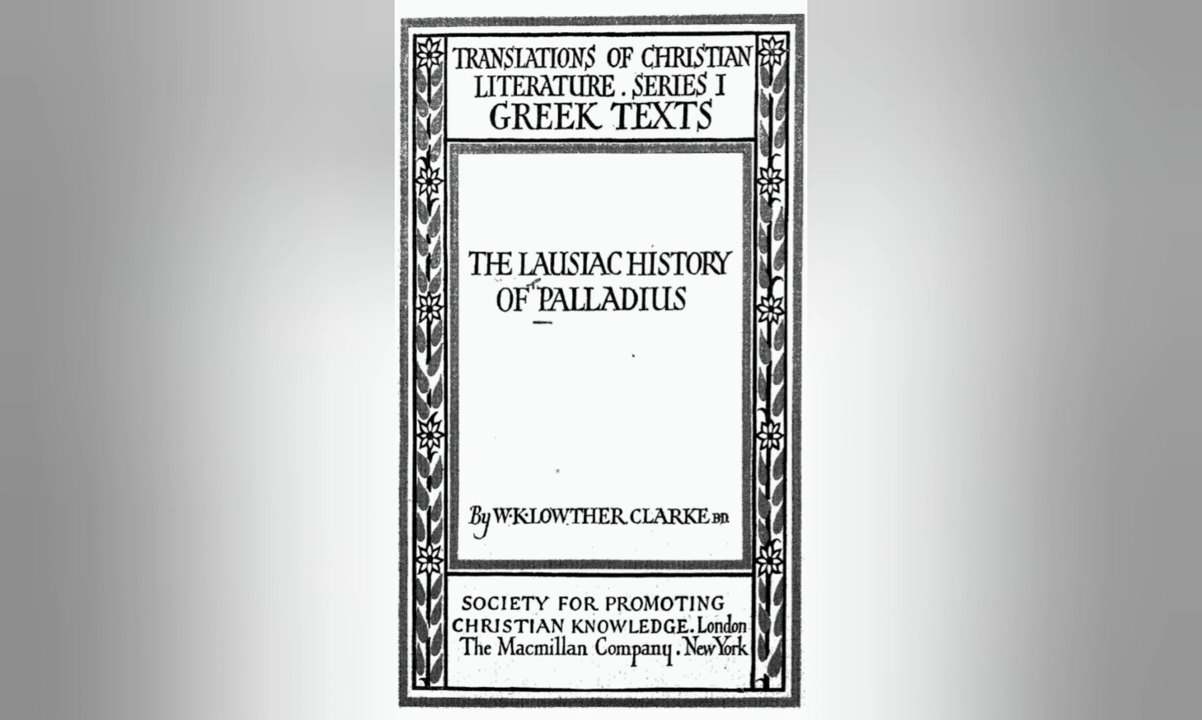 TRANSLATIONS OF CHRISTIAN
LITERATURE . SERIES I
GREEK TEXTS
THE LAUSIAC HISTORY
OF PALLADIUS
By W·K·LOWTHER CLARKE B.D.
SOCIETY FOR PROMOTING
CHRISTIAN KNOWLEDGE. London
The Macmillan Company . New York